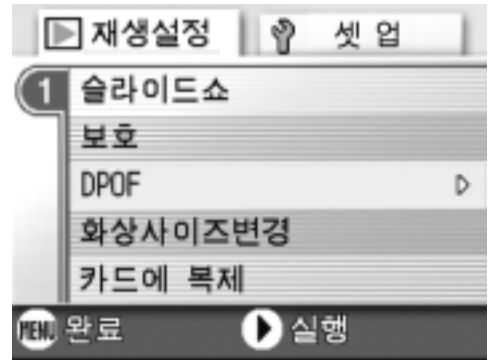 재생설정 셋 업
1 슬라이드쇼
보호
DPOF
화상사이즈변경
카드에 복제
MENU 완료 실행